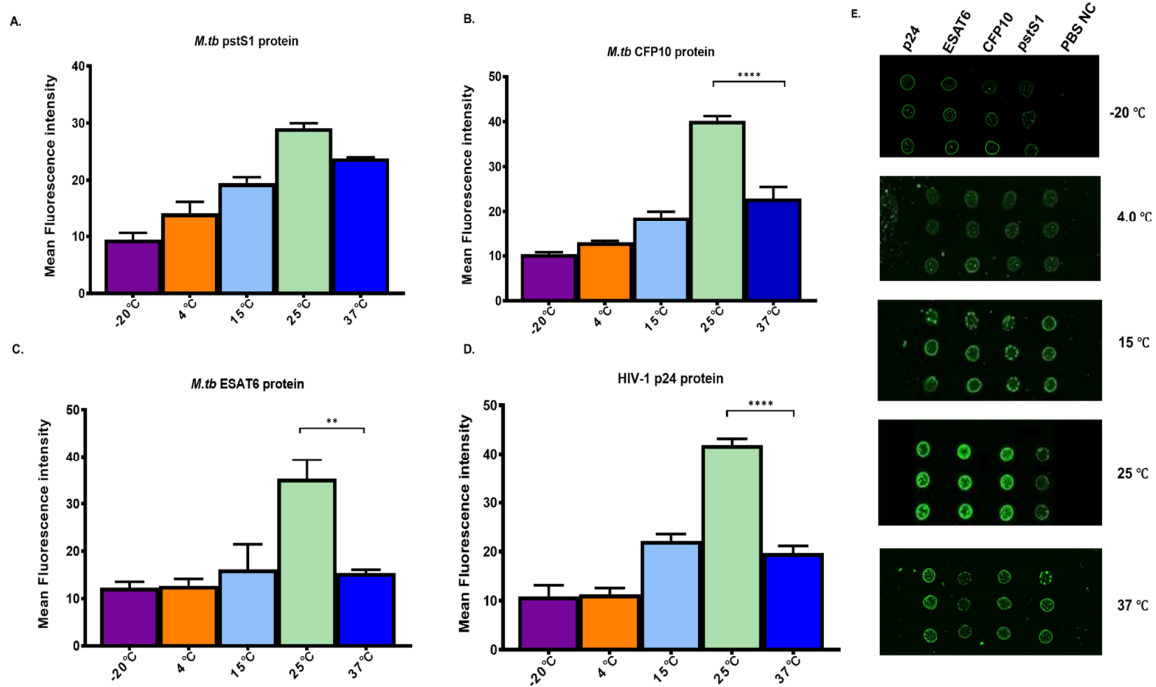 A.
M.tb pstS1 protein
Mean Fluorescence intensity
40
30
20
10
0
-20℃
4℃
15℃
25℃
37℃
B.
M.tb CFP10 protein
Mean Fluorescence intensity
50
40
30
20
10
0
****
-20℃
4℃
15℃
25℃
37℃
C.
M.tb ESAT6 protein
Mean Fluorescence intensity
50
40
30
20
10
0
**
-20℃
4℃
15℃
25℃
37℃
D.
HIV-1 p24 protein
Mean Fluorescence intensity
50
40
30
20
10
0
****
-20℃
4℃
15℃
25℃
37℃
E.
p24
ESAT6
CFP10
pstS1
PBS NC
-20 ℃
4.0 ℃
15 ℃
25 ℃
37 ℃